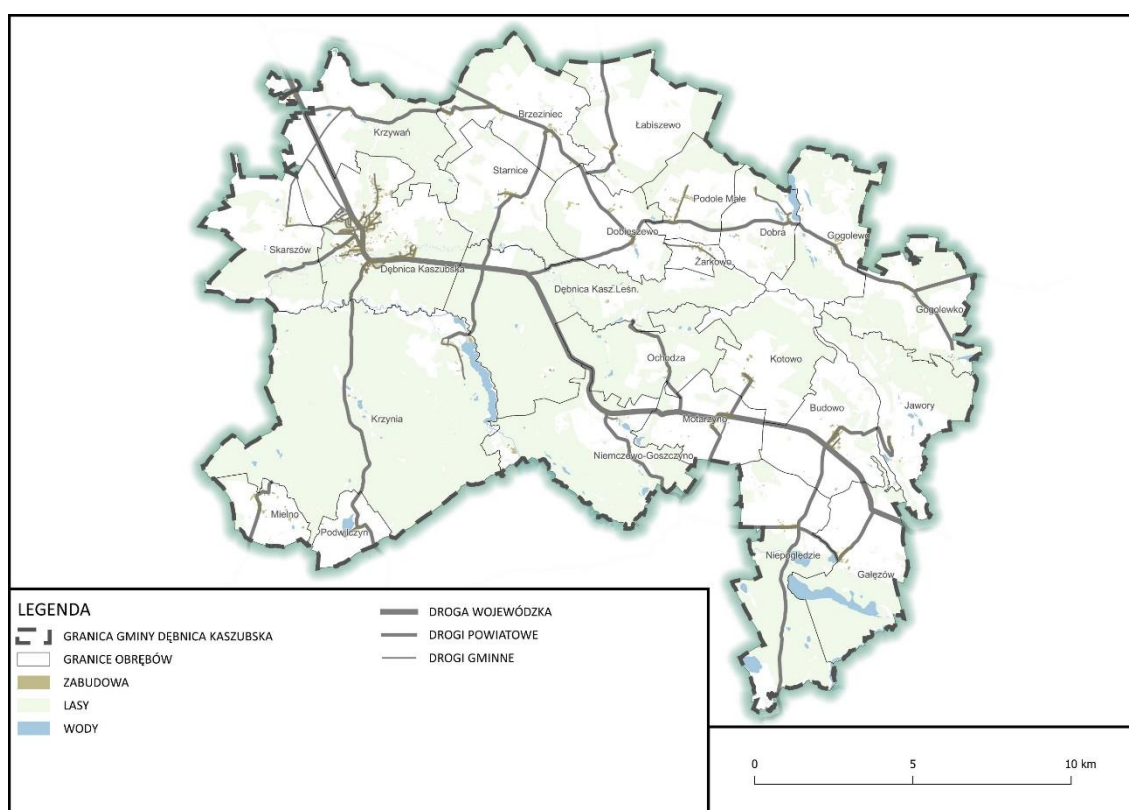 Brzeziniec
Łabiszewo
Krzywań
Starnice
Podole Małe
Skarszów
Dobieszewo
Dobra
Gogolewo
Żarkowo
Dębnica Kaszubska
Dębnica Kasz.Leśn.
Gogolewko
Ochodza
Kotowo
Krzynia
Motarzyno
Budowo
Jawory
Niemczewo-Goszczyno
Mielno
Podwilczyn
Niepoględzie
Gałęzów
LEGENDA
GRANICA GMINY DĘBNICA KASZUBSKA
GRANICE OBRĘBÓW
ZABUDOWA
LASY
WODY
DROGA WOJEWÓDZKA
DROGI POWIATOWE
DROGI GMINNE
0 5 10 km